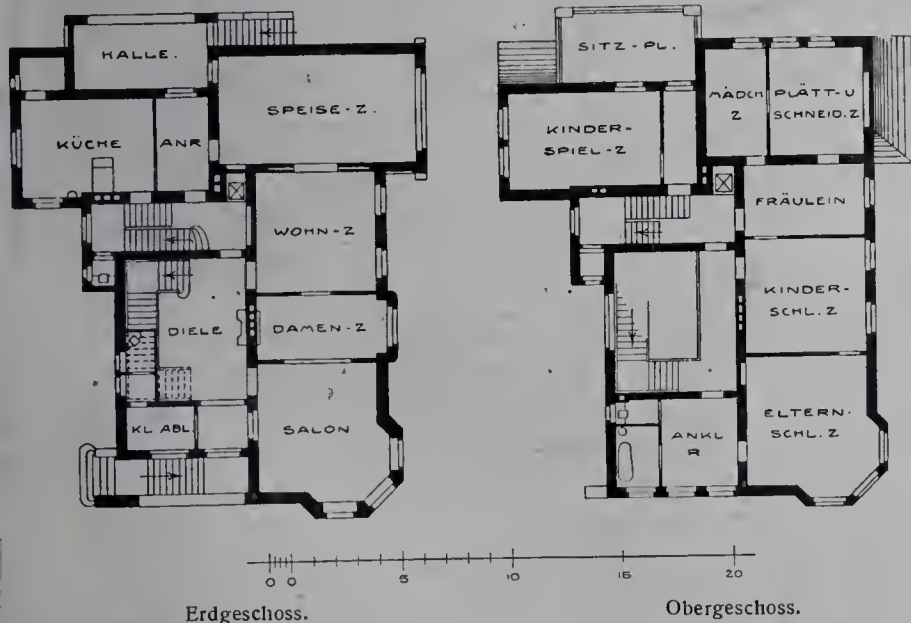 HALLE.
KÜCHE
ANR
SPEISE-Z.
WOHN-Z
DIELE
DAMEN-Z
KL ABL.
SALON
SITZ-PL.
KINDER-
SPIEL-Z
MÄDCH
Z
PLÄTT-U
SCHNEID.Z
FRÄULEIN
KINDER-
SCHL.Z
ELTERN-
SCHL.Z
ANKL
R
0 0 5 10 15 20
Erdgeschoss.
Obergeschoss.